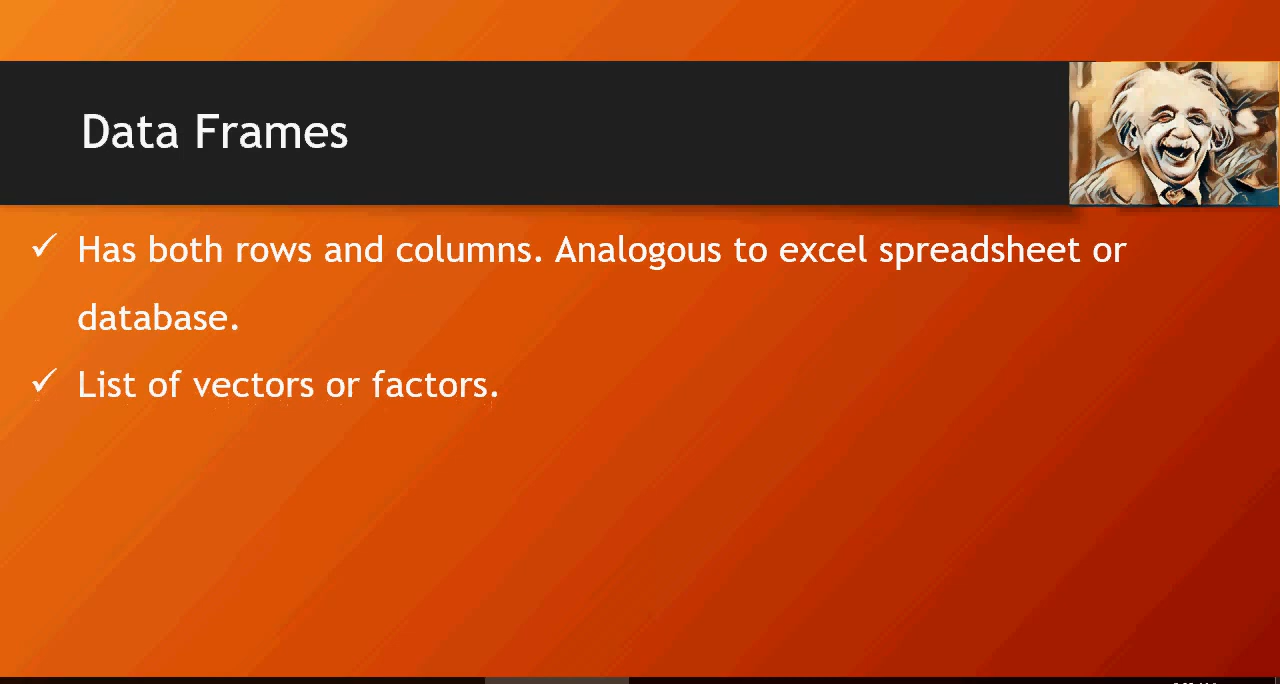 Data Frames
✓ Has both rows and columns. Analogous to excel spreadsheet or
database.
✓ List of vectors or factors.